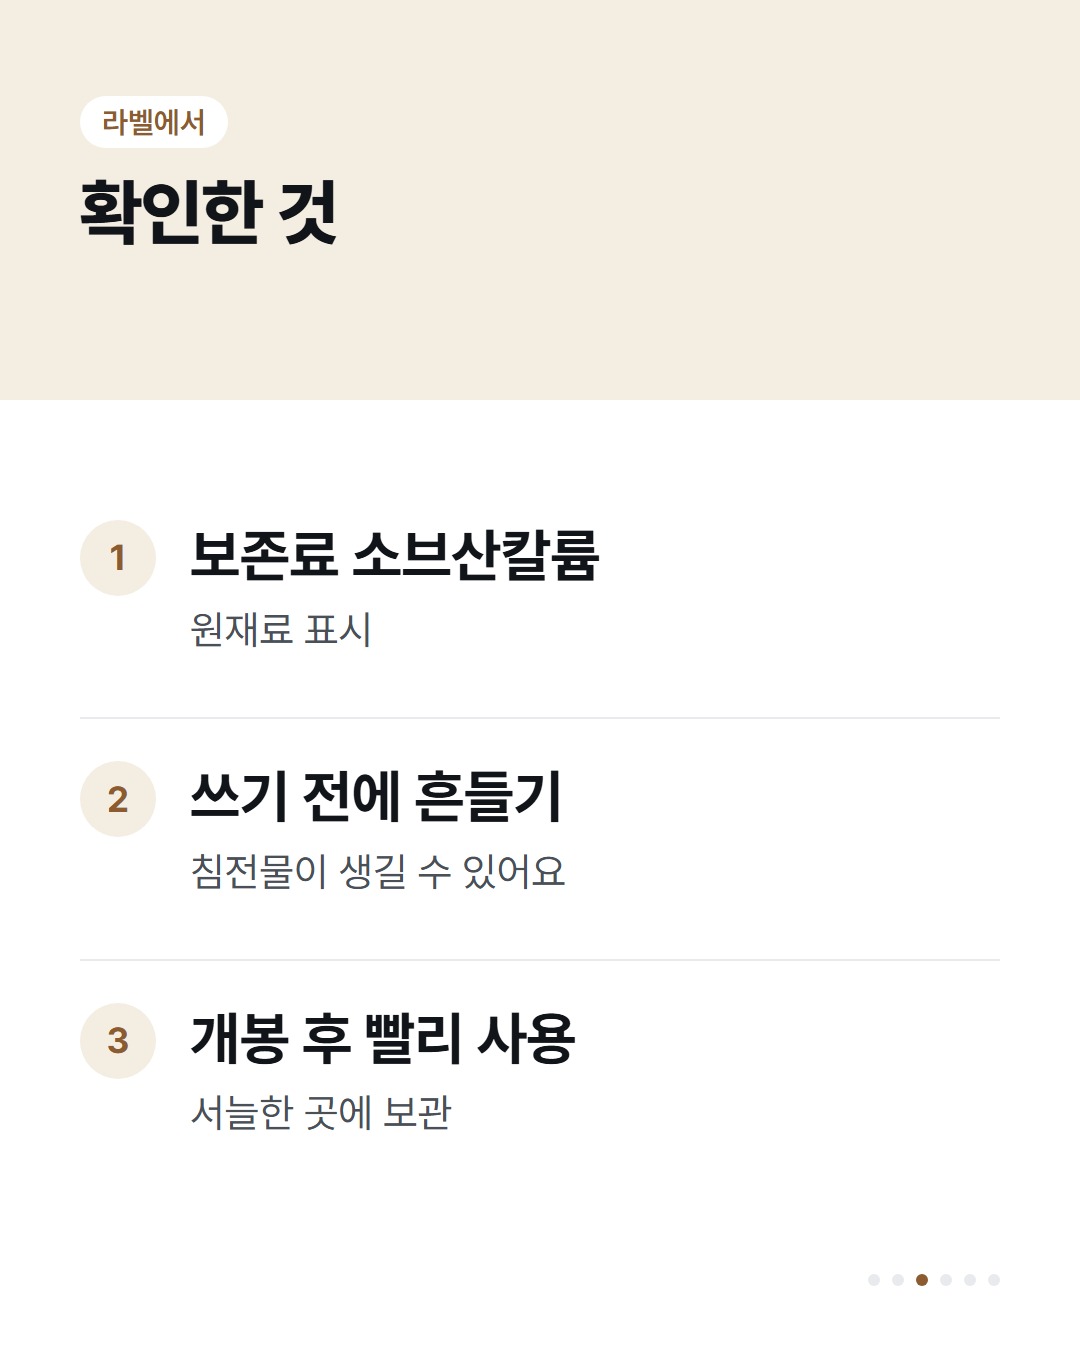 라벨에서
확인한 것
1
보존료 소브산칼륨
원재료 표시
2
쓰기 전에 흔들기
침전물이 생길 수 있어요
3
개봉 후 빨리 사용
서늘한 곳에 보관